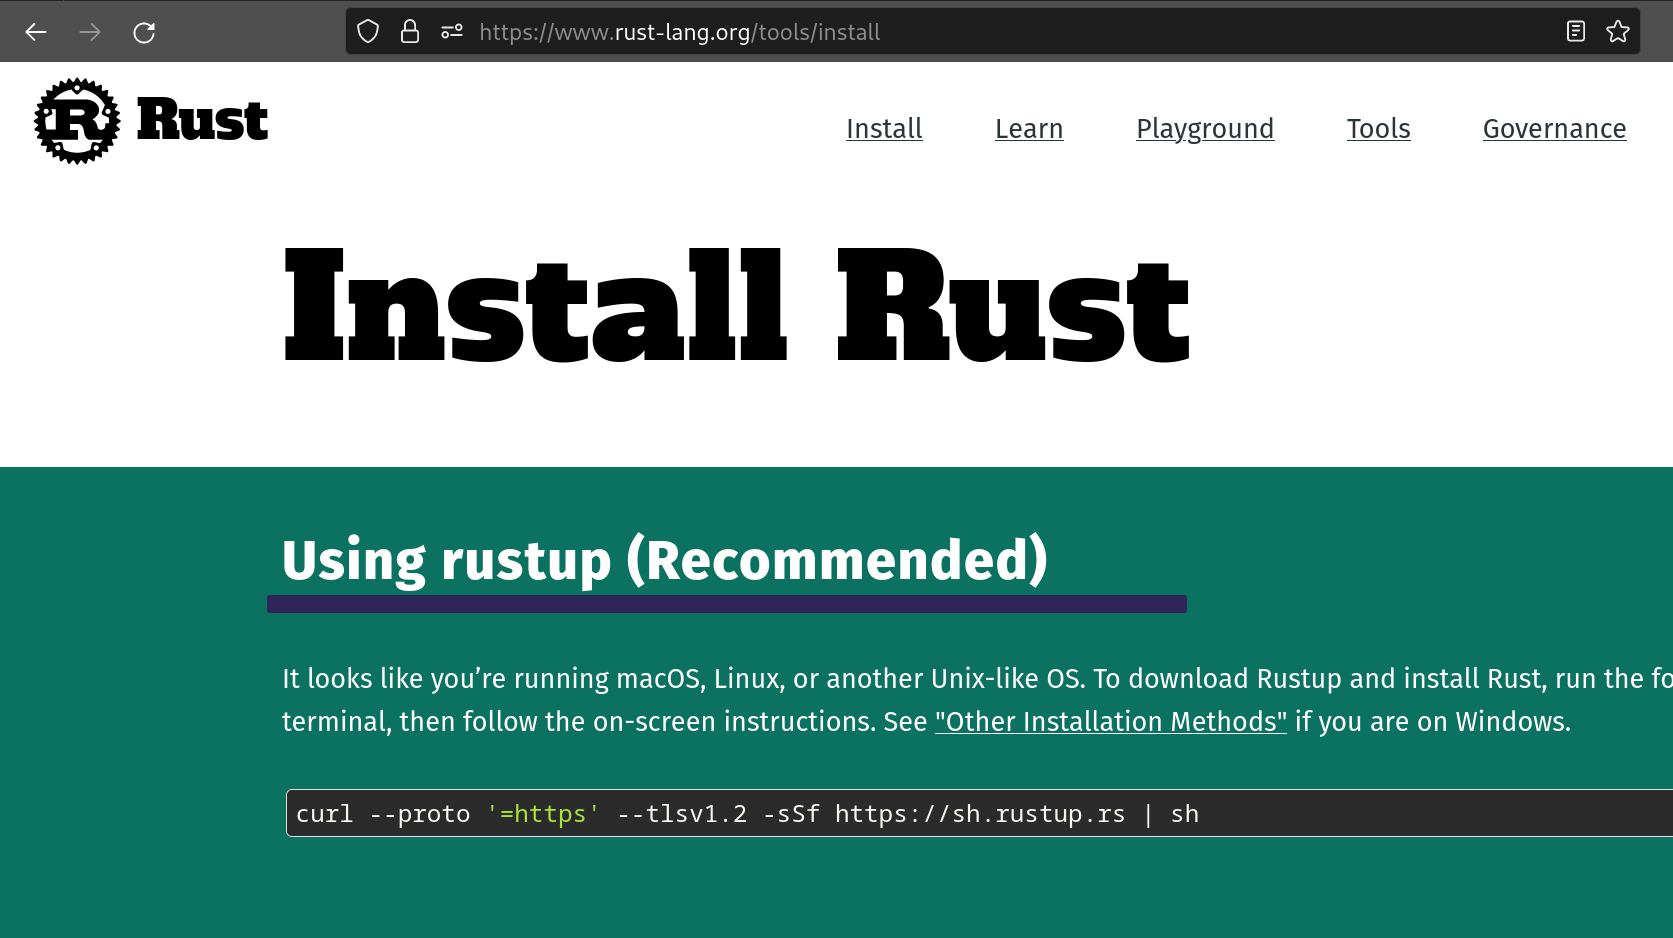 https://www.rust-lang.org/tools/install
Rust
Install Learn Playground Tools Governance
Install Rust
Using rustup (Recommended)
It looks like you’re running macOS, Linux, or another Unix-like OS. To download Rustup and install Rust, run the
terminal, then follow the on-screen instructions. See "Other Installation Methods" if you are on Windows.
curl --proto '=https' --tlsv1.2 -sSf https://sh.rustup.rs | sh